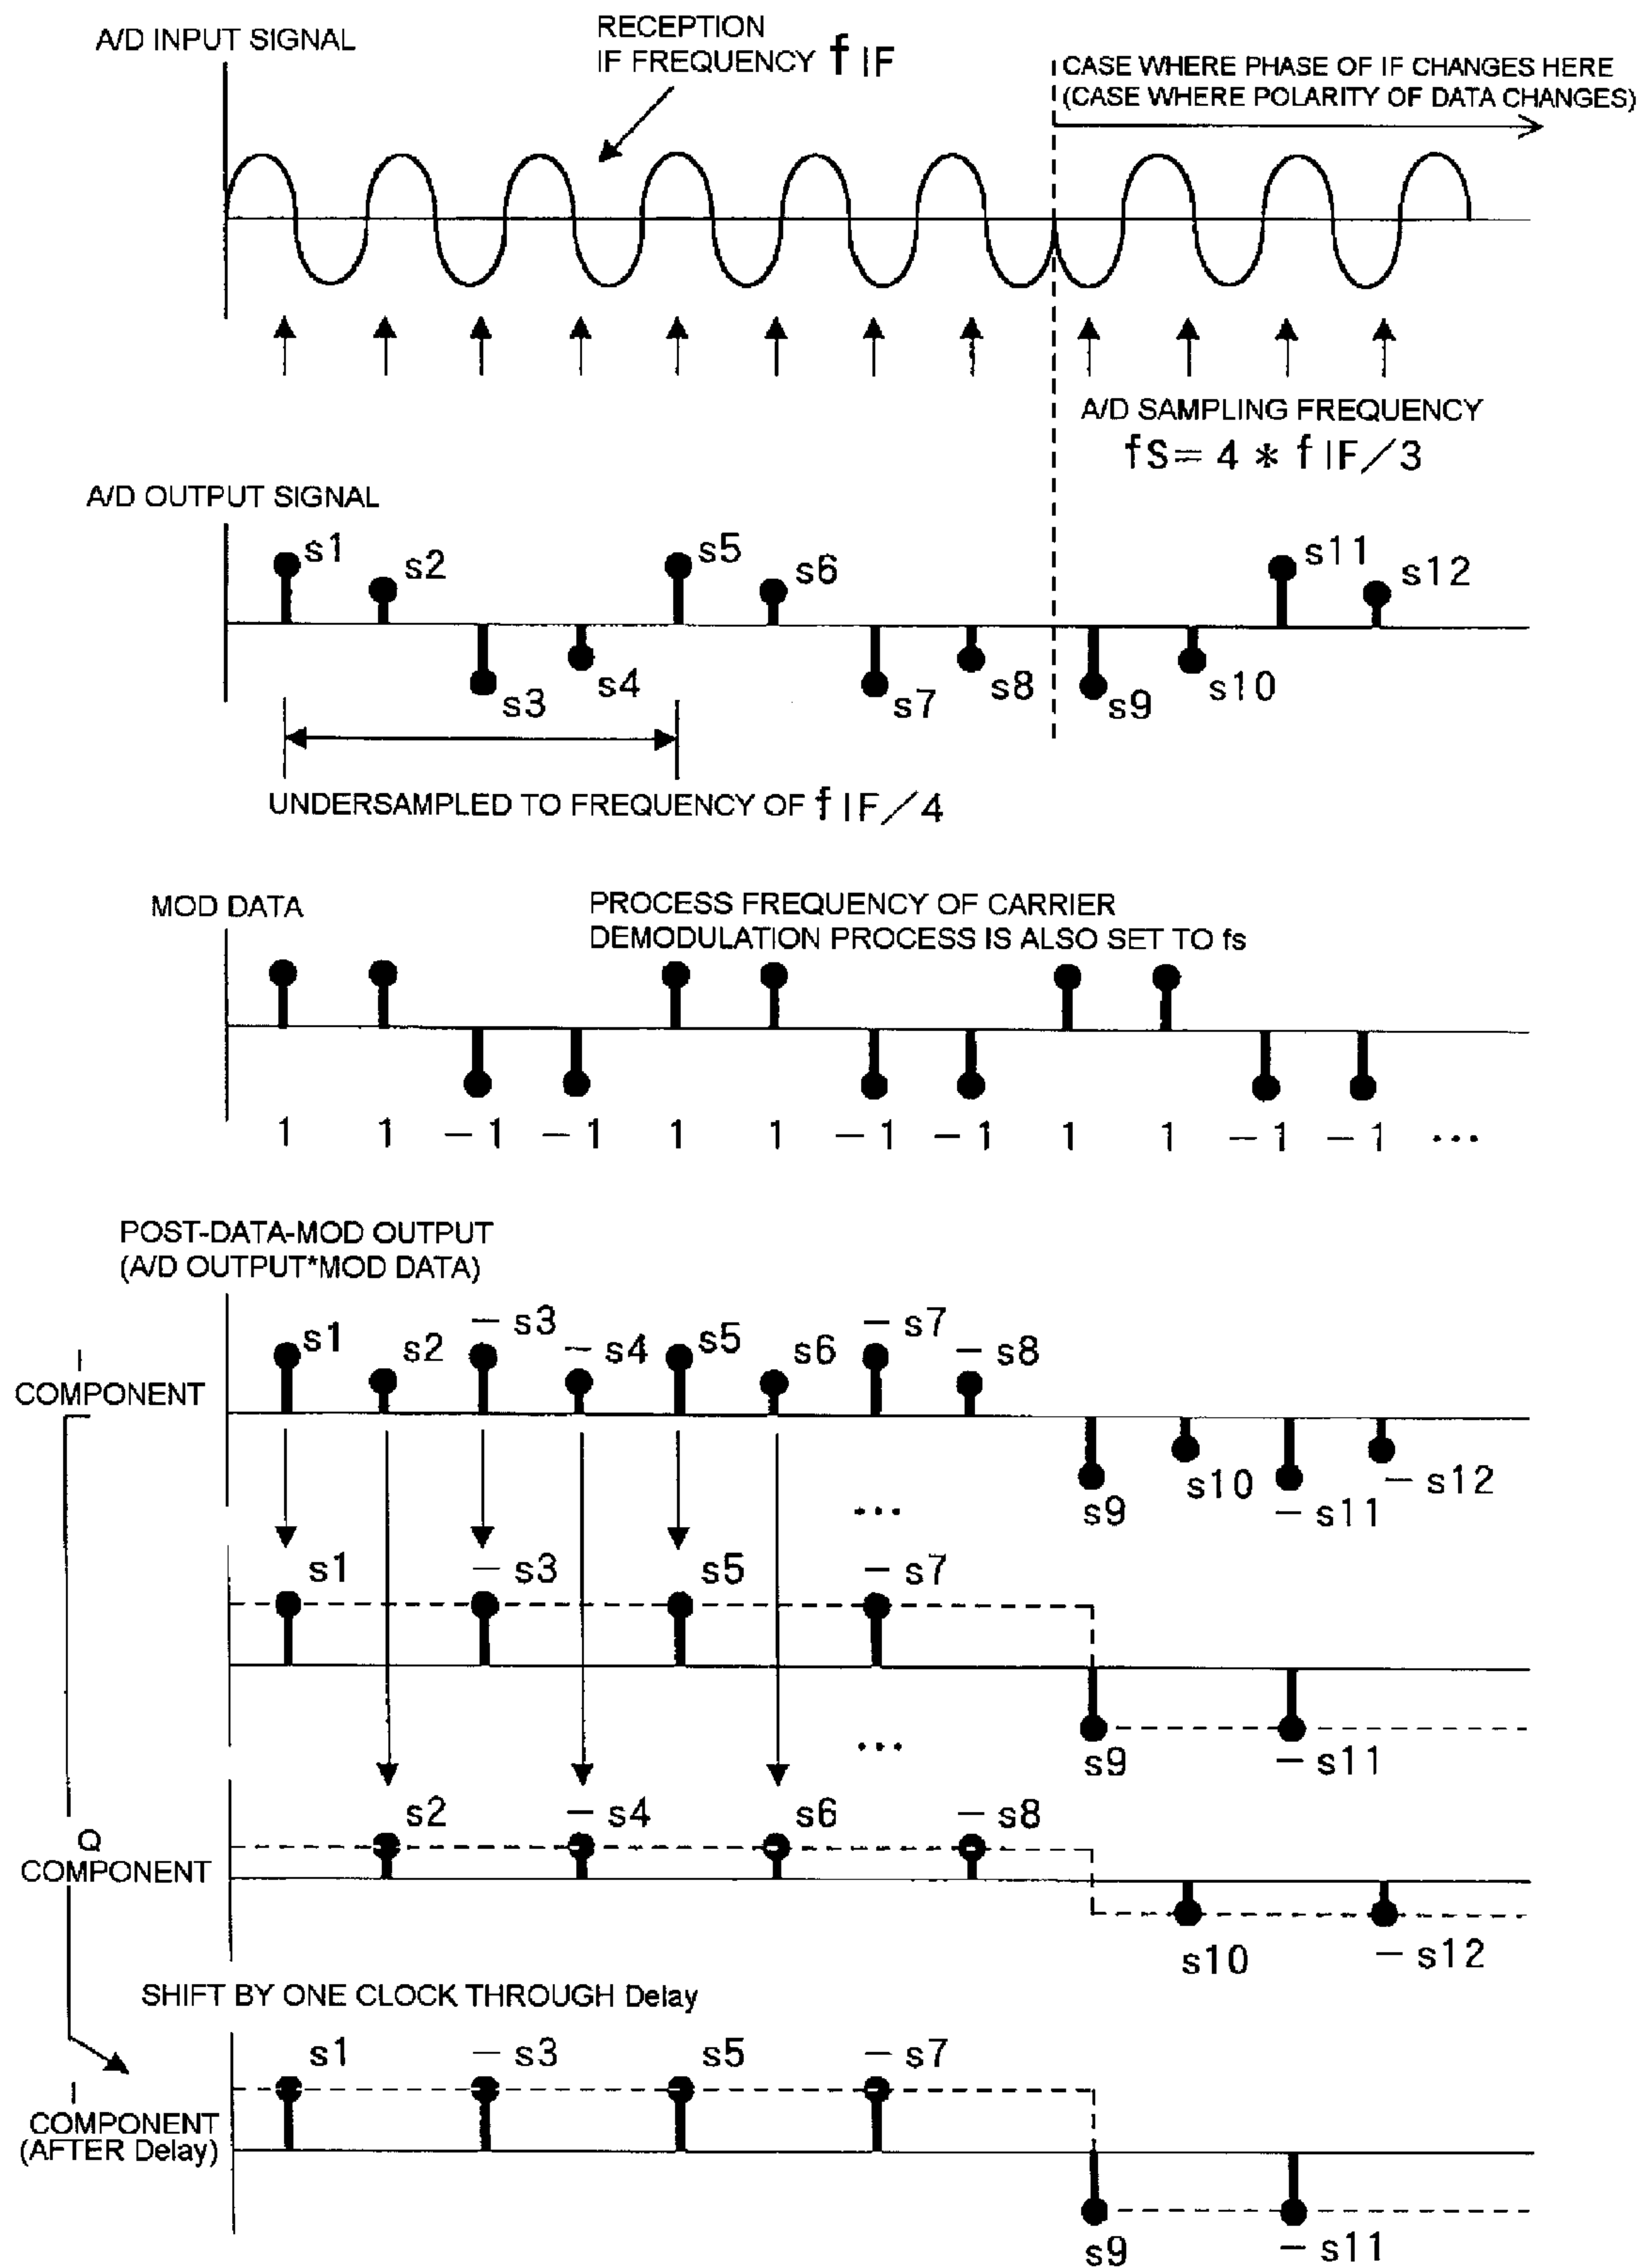 A/D INPUT SIGNAL
RECEPTION
IF FREQUENCY f IF
CASE WHERE PHASE OF IF CHANGES HERE
(CASE WHERE POLARITY OF DATA CHANGES)
A/D SAMPLING FREQUENCY
fS= 4 * f IF/3
A/D OUTPUT SIGNAL
s1 s2 s3 s4 s5 s6 s7 s8 s9 s10 s11 s12
UNDERSAMPLED TO FREQUENCY OF f IF/4
MOD DATA
PROCESS FREQUENCY OF CARRIER
DEMODULATION PROCESS IS ALSO SET TO fs
1 1 −1 −1 1 1 −1 −1 1 1 −1 −1 ...
POST-DATA-MOD OUTPUT
(A/D OUTPUT*MOD DATA)
I
COMPONENT
s1 s2 −s3 −s4 s5 s6 −s7 −s8 s9 s10 −s11 −s12
...
s1 −s3 s5 −s7 s9 −s11
...
Q
COMPONENT
s2 −s4 s6 −s8 s10 −s12
SHIFT BY ONE CLOCK THROUGH Delay
I
COMPONENT
(AFTER Delay)
s1 −s3 s5 −s7 s9 −s11